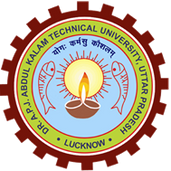 DR. A.P.J. ABDUL KALAM TECHNICAL UNIVERSITY, UTTAR PRADESH
योगः कर्मसु कौशलम्
LUCKNOW